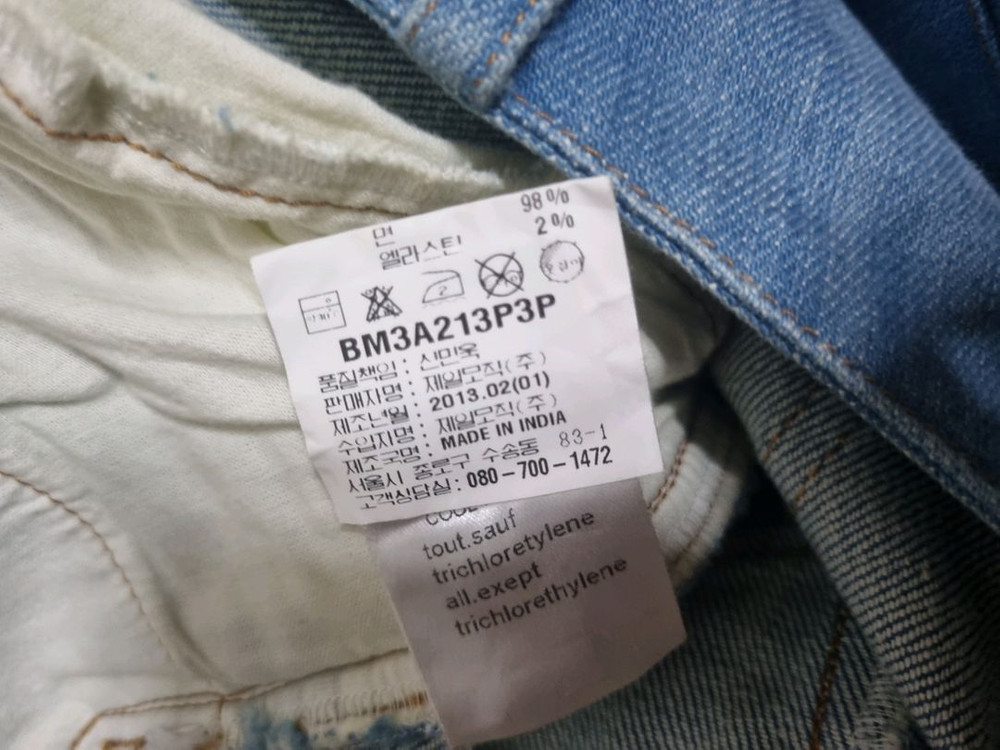 면 98%
엘라스틴 2%
BM3A213P3P
품질책임 : 신민욱
판매자명 : 제일모직(주)
제조년월 : 2013.02(01)
수입자명 : 제일모직(주)
제조국명 : MADE IN INDIA
서울시 종로구 수송동 83-1
고객상담실 : 080-700-1472
tout.sauf
trichloretylene
all.exept
trichlorethylene